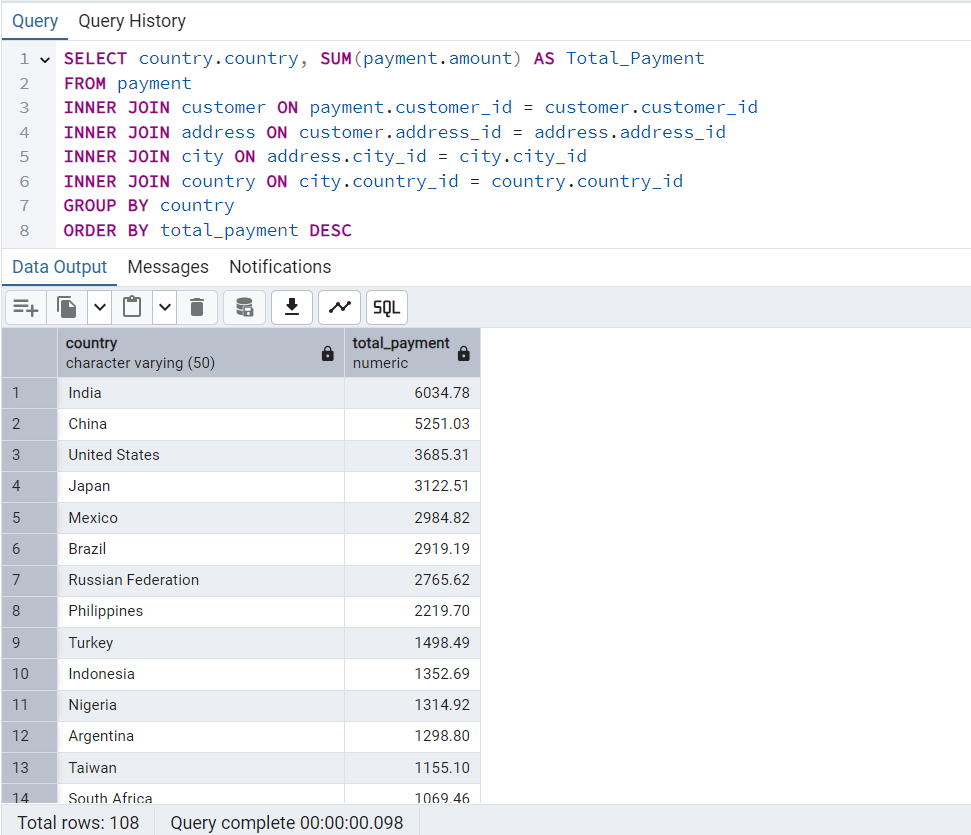 Query Query History
1 SELECT country.country, SUM(payment.amount) AS Total_Payment
2 FROM payment
3 INNER JOIN customer ON payment.customer_id = customer.customer_id
4 INNER JOIN address ON customer.address_id = address.address_id
5 INNER JOIN city ON address.city_id = city.city_id
6 INNER JOIN country ON city.country_id = country.country_id
7 GROUP BY country
8 ORDER BY total_payment DESC
Data Output Messages Notifications
SQL
country total_payment
character varying (50) numeric
1 India 6034.78
2 China 5251.03
3 United States 3685.31
4 Japan 3122.51
5 Mexico 2984.82
6 Brazil 2919.19
7 Russian Federation 2765.62
8 Philippines 2219.70
9 Turkey 1498.49
10 Indonesia 1352.69
11 Nigeria 1314.92
12 Argentina 1298.80
13 Taiwan 1155.10
14 South Africa 1069.46
Total rows: 108 Query complete 00:00:00.098